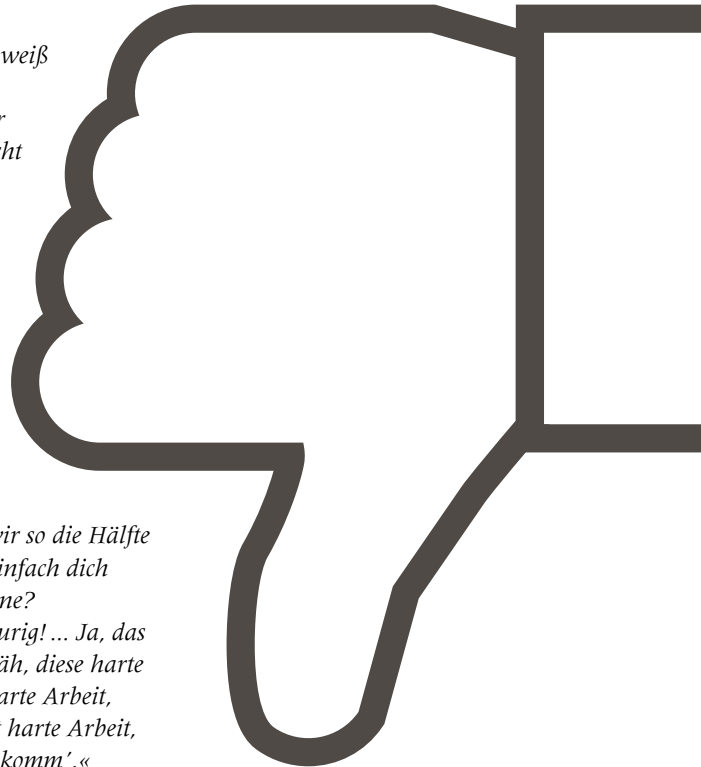 weiß
r
cht
wir so die Hälfte
infach dich
ne?
urig! ... Ja, das
äh, diese harte
arte Arbeit,
t harte Arbeit,
komm’.«